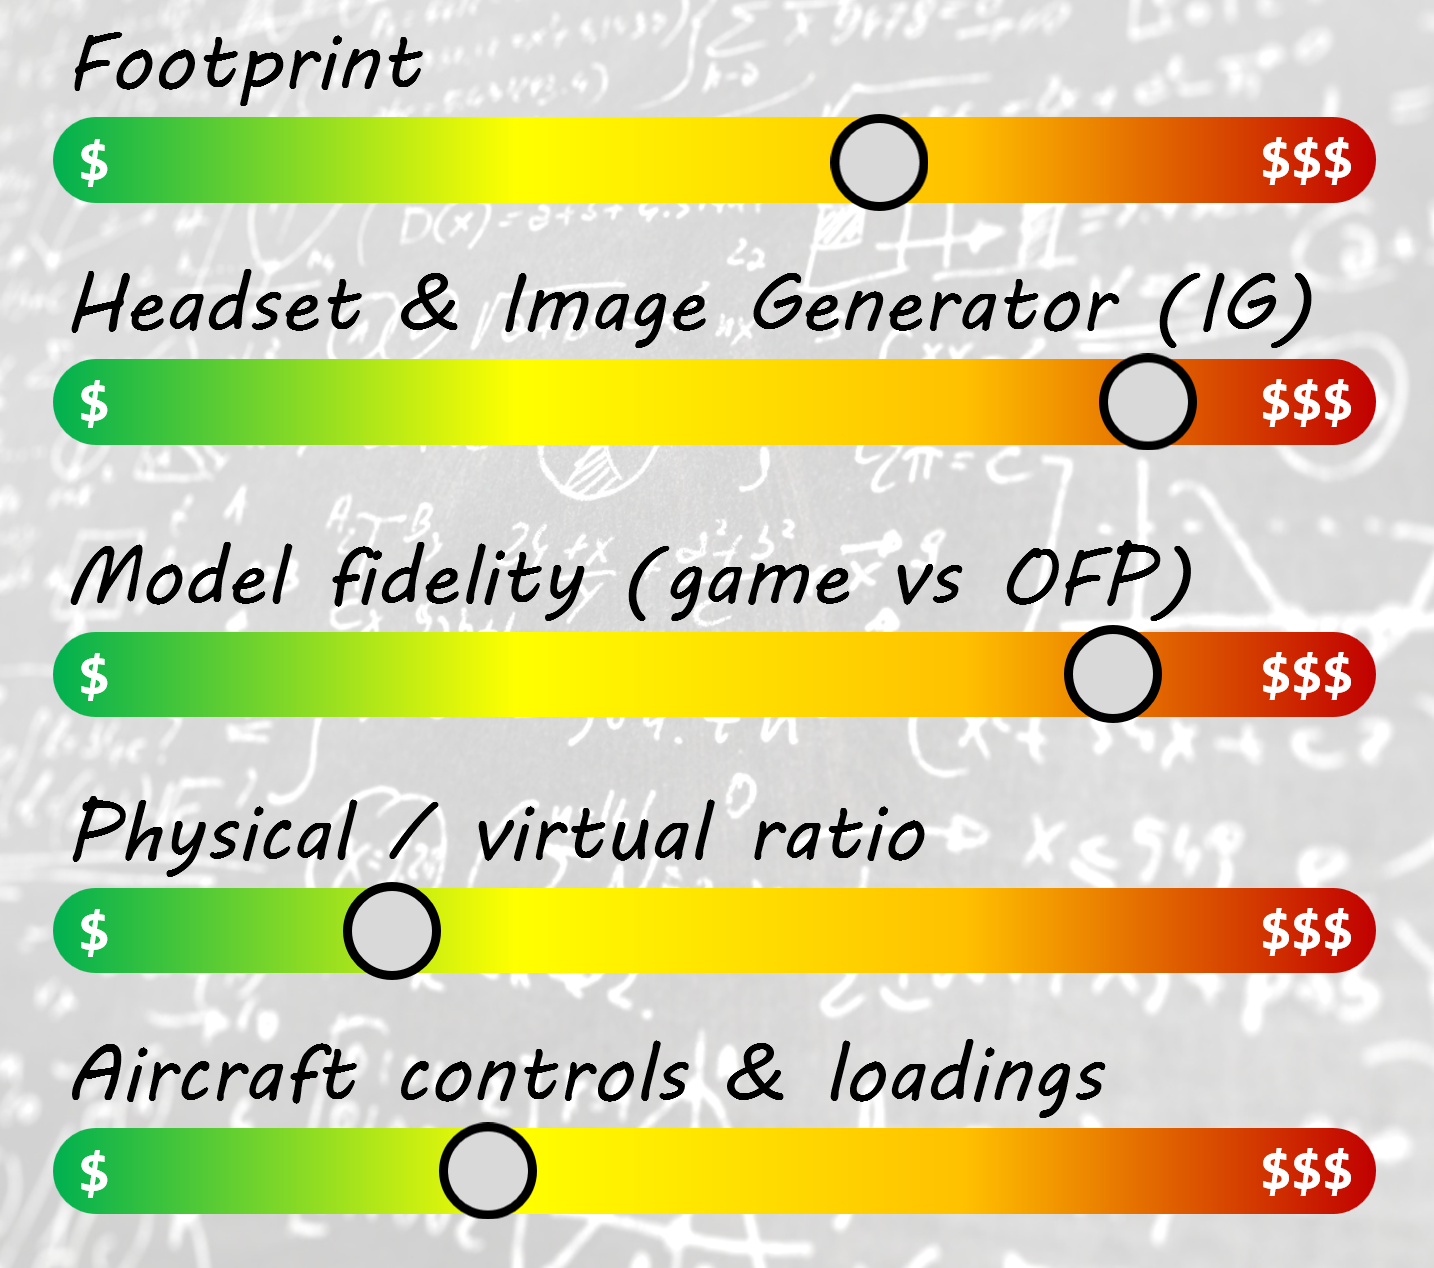 Footprint
$ $$$
Headset & Image Generator (IG)
$ $$$
Model fidelity (game vs OFP)
$ $$$
Physical / virtual ratio
$ $$$
Aircraft controls & loadings
$ $$$